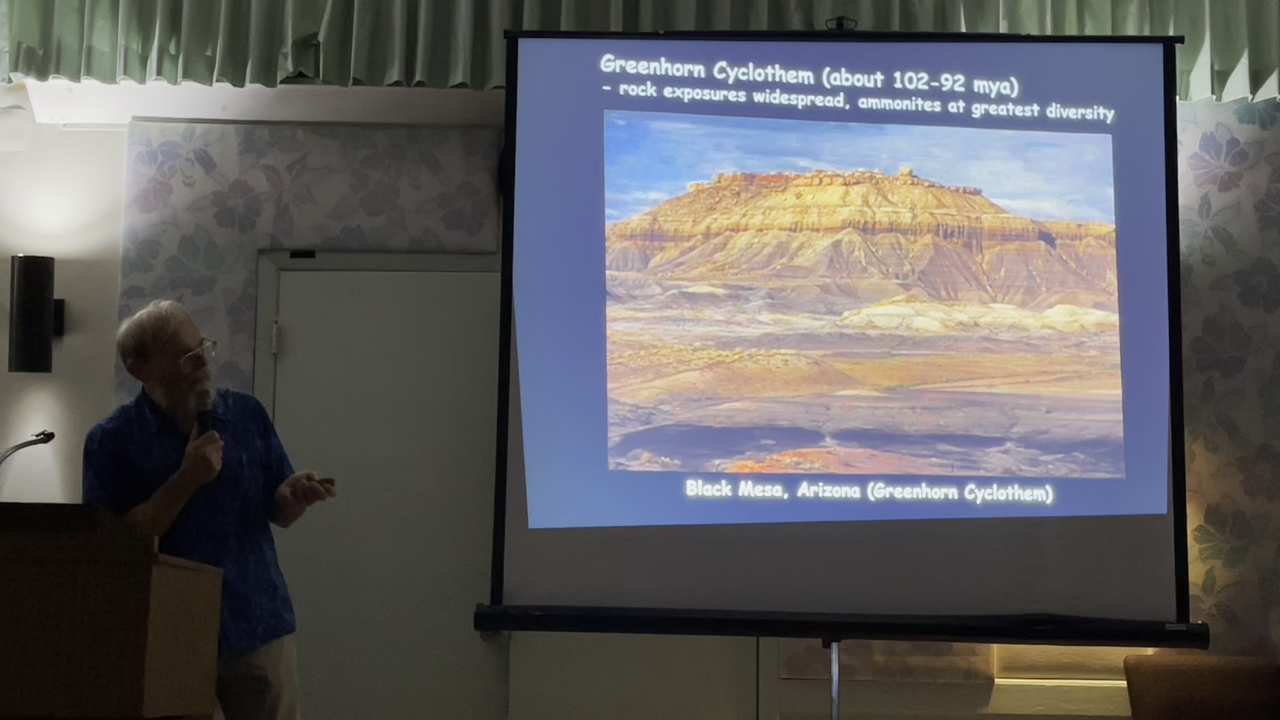 Greenhorn Cyclothem (about 102-92 mya)
- rock exposures widespread, ammonites at greatest diversity
Black Mesa, Arizona (Greenhorn Cyclothem)